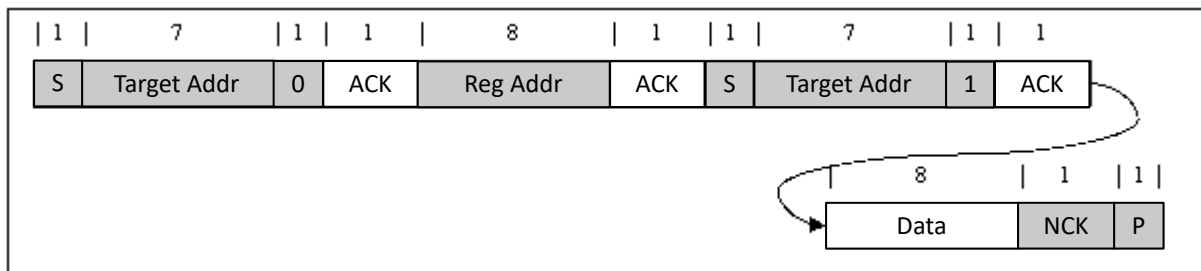 | 1 | 7 | 1 | 1 | 8 | 1 | 1 | 7 | 1 | 1
S Target Addr 0 ACK Reg Addr ACK S Target Addr 1 ACK
| 8 | 1 | 1 |
Data NCK P